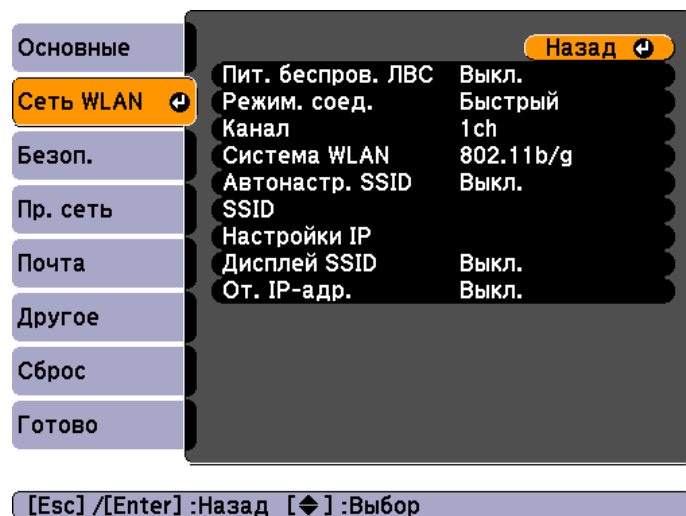 Основные
Сеть WLAN
Безоп.
Пр. сеть
Почта
Другое
Сброс
Готово
Назад
Пит. беспров. ЛВС Выкл.
Режим. соед. Быстрый
Канал 1ch
Система WLAN 802.11b/g
Автонастр. SSID Выкл.
SSID
Настройки IP
Дисплей SSID Выкл.
От. IP-адр. Выкл.
[Esc] /[Enter] :Назад [◆] :Выбор